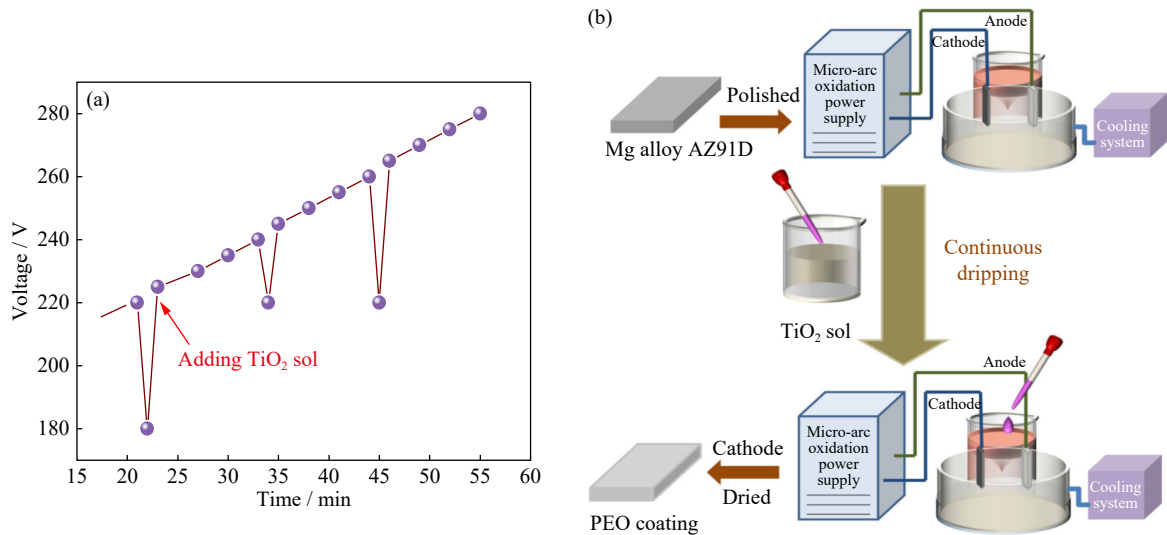 (a)
280
260
240
220
200
180
Voltage / V
15 20 25 30 35 40 45 50 55 60
Time / min
Adding TiO₂ sol
(b)
Anode
Cathode
Micro-arc
oxidation
power
supply
Polished
Mg alloy AZ91D
Cooling
system
Continuous
dripping
TiO₂ sol
Anode
Cathode
Micro-arc
oxidation
power
supply
Cathode
Dried
PEO coating
Cooling
system